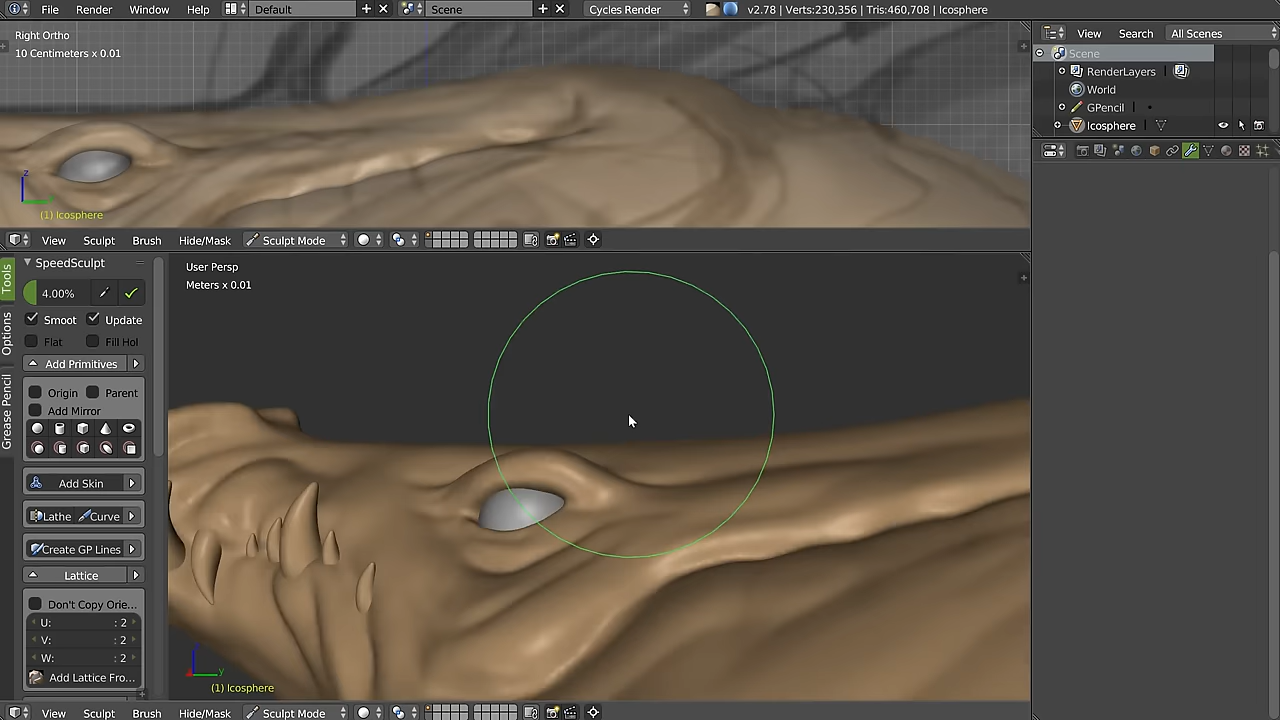 File Render Window Help Default Scene Cycles Render v2.78 | Verts:230,356 | Tris:460,708 | Icosphere
Right Ortho
10 Centimeters x 0.01
z
(1) Icosphere
View Sculpt Brush Hide/Mask Sculpt Mode
Tools
Options
Grease Pencil
SpeedSculpt
4.00%
Smoot Update
Flat Fill Hol
Add Primitives
Origin Parent
Add Mirror
Add Skin
Lathe Curve
Create GP Lines
Lattice
Don't Copy Orie...
U: : 2
V: : 2
W: : 2
Add Lattice Fro...
User Persp
Meters x 0.01
y
(1) Icosphere
View Sculpt Brush Hide/Mask Sculpt Mode
View Search All Scenes
Scene
RenderLayers
World
GPencil
Icosphere